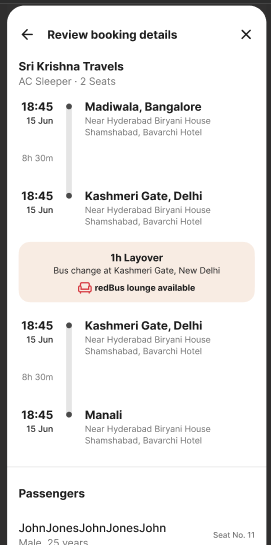 Review booking details
Sri Krishna Travels
AC Sleeper · 2 Seats
18:45 Madiwala, Bangalore
15 Jun Near Hyderabad Biryani House
Shamshabad, Bavarchi Hotel
8h 30m
18:45 Kashmeri Gate, Delhi
15 Jun Near Hyderabad Biryani House
Shamshabad, Bavarchi Hotel
1h Layover
Bus change at Kashmeri Gate, New Delhi
redBus lounge available
18:45 Kashmeri Gate, Delhi
15 Jun Near Hyderabad Biryani House
Shamshabad, Bavarchi Hotel
8h 30m
18:45 Manali
15 Jun Near Hyderabad Biryani House
Shamshabad, Bavarchi Hotel
Passengers
JohnJonesJohnJonesJohn
Seat No. 11
Male, 25 years